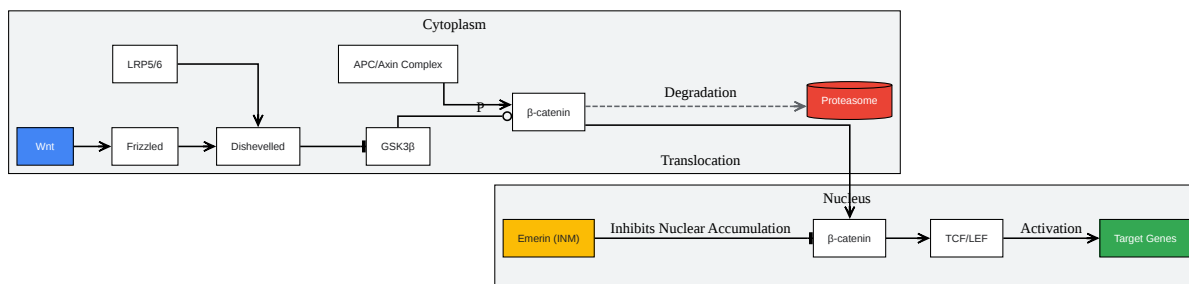 Cytoplasm
LRP5/6
APC/Axin Complex
Degradation
Proteasome
P
β-catenin
Wnt
Frizzled
Dishevelled
GSK3β
Translocation
Nucleus
Emerin (INM)
Inhibits Nuclear Accumulation
β-catenin
TCF/LEF
Activation
Target Genes